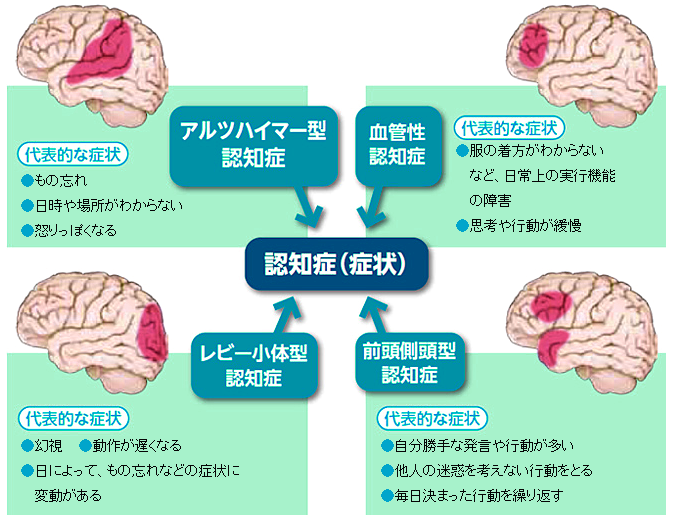 アルツハイマー型
認知症
代表的な症状
●もの忘れ
●日時や場所がわからない
●怒りっぽくなる
血管性
認知症
代表的な症状
●服の着方がわからない
など、日常上の実行機能
の障害
●思考や行動が緩慢
認知症(症状)
レビー小体型
認知症
代表的な症状
●幻視 ●動作が遅くなる
●日によって、もの忘れなどの症状に
変動がある
前頭側頭型
認知症
代表的な症状
●自分勝手な発言や行動が多い
●他人の迷惑を考えない行動をとる
●毎日決まった行動を繰り返す